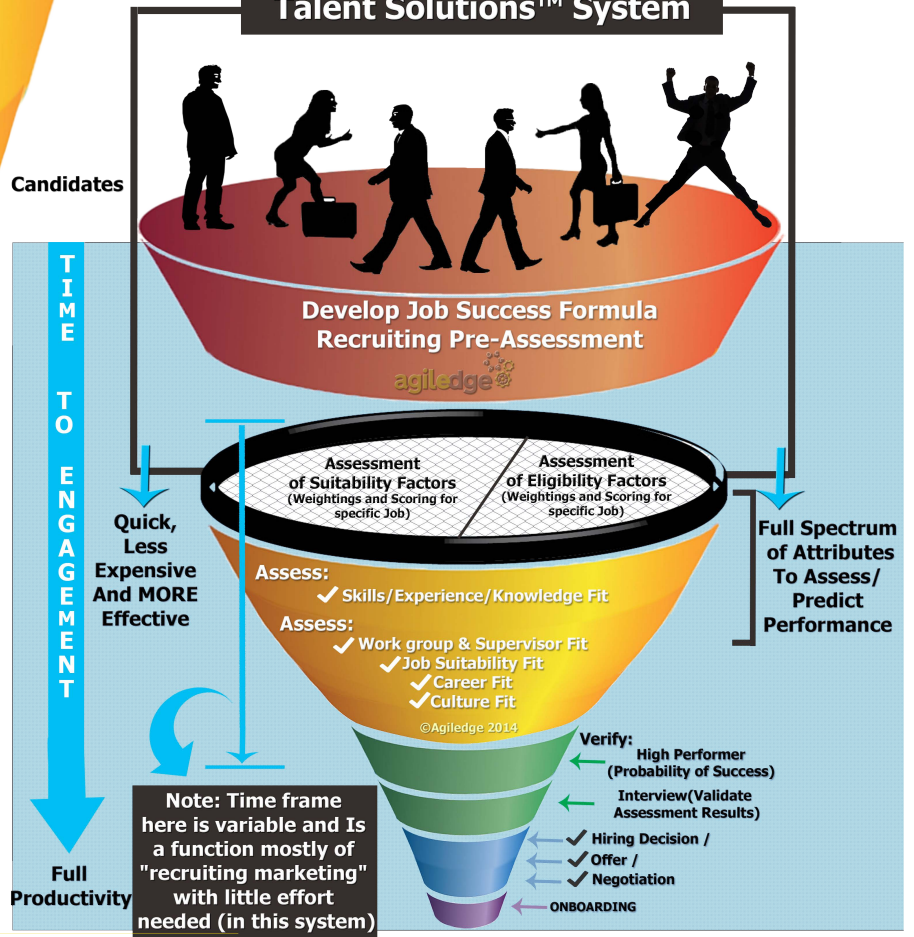 Talent Solutions™ System
Candidates
TIME TO ENGAGEMENT
Full
Productivity
Develop Job Success Formula
Recruiting Pre-Assessment
agiledge
Assessment
of Suitability Factors
(Weightings and Scoring for
specific Job)
Assessment
of Eligibility Factors
(Weightings and Scoring for
specific Job)
Quick,
Less
Expensive
And MORE
Effective
Full Spectrum
of Attributes
To Assess/
Predict
Performance
Assess:
Skills/Experience/Knowledge Fit
Assess:
Work group & Supervisor Fit
Job Suitability Fit
Career Fit
Culture Fit
©Agiledge 2014
Verify:
High Performer
(Probability of Success)
Interview(Validate
Assessment Results)
Hiring Decision /
Offer /
Negotiation
ONBOARDING
Note: Time frame
here is variable and Is
a function mostly of
"recruiting marketing"
with little effort
needed (in this system)